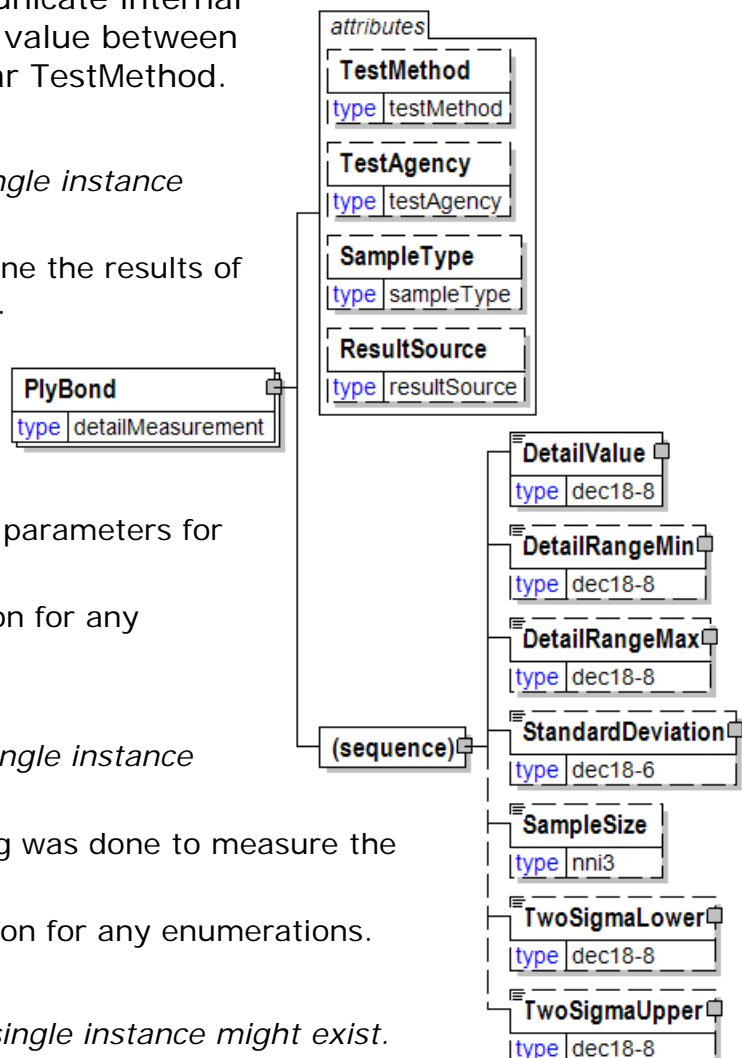 unicate internal
value between
ar TestMethod.
ngle instance
ne the results of
.
parameters for
on for any
ngle instance
g was done to measure the
on for any enumerations.
single instance might exist.
PlyBond
type detailMeasurement
attributes
TestMethod
type testMethod
TestAgency
type testAgency
SampleType
type sampleType
ResultSource
type resultSource
(sequence)
DetailValue
type dec18-8
DetailRangeMin
type dec18-8
DetailRangeMax
type dec18-8
StandardDeviation
type dec18-6
SampleSize
type nni3
TwoSigmaLower
type dec18-8
TwoSigmaUpper
type dec18-8